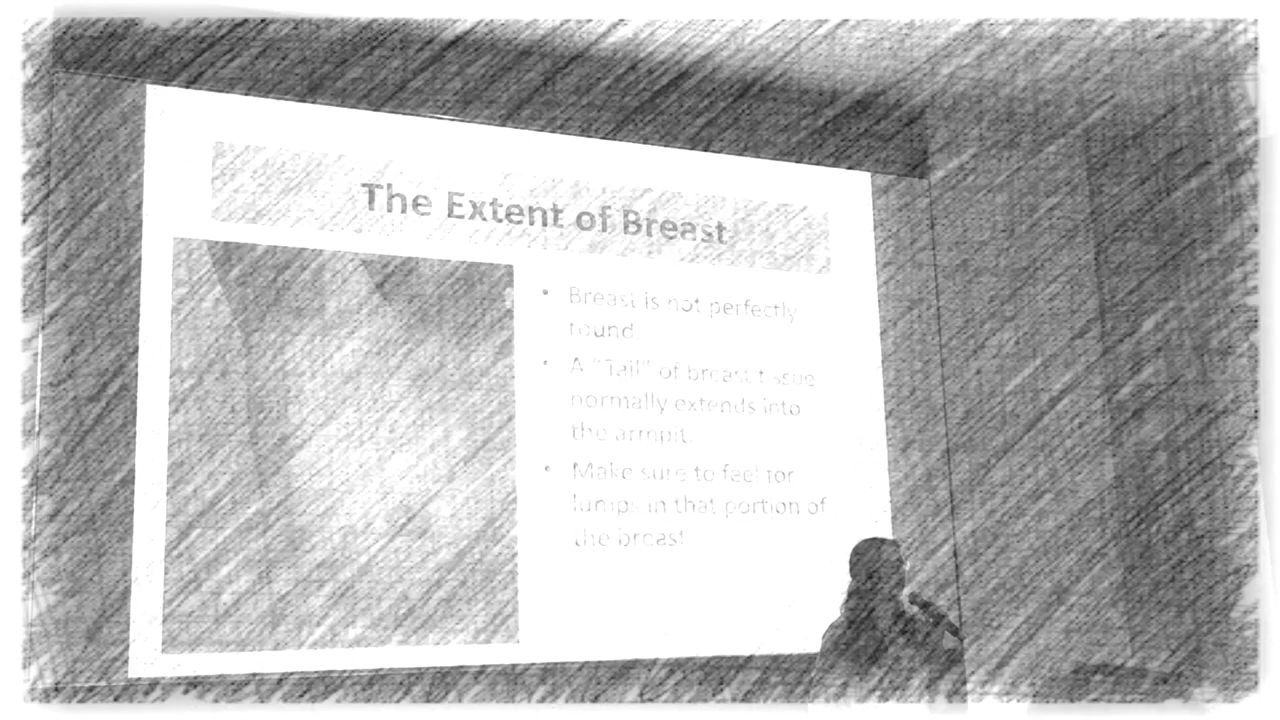 The Extent of Breast
• Breast is not perfectly
round.
• A "Tail" of breast tissue
normally extends into
the armpit.
• Make sure to feel for
lumps in that portion of
the breast